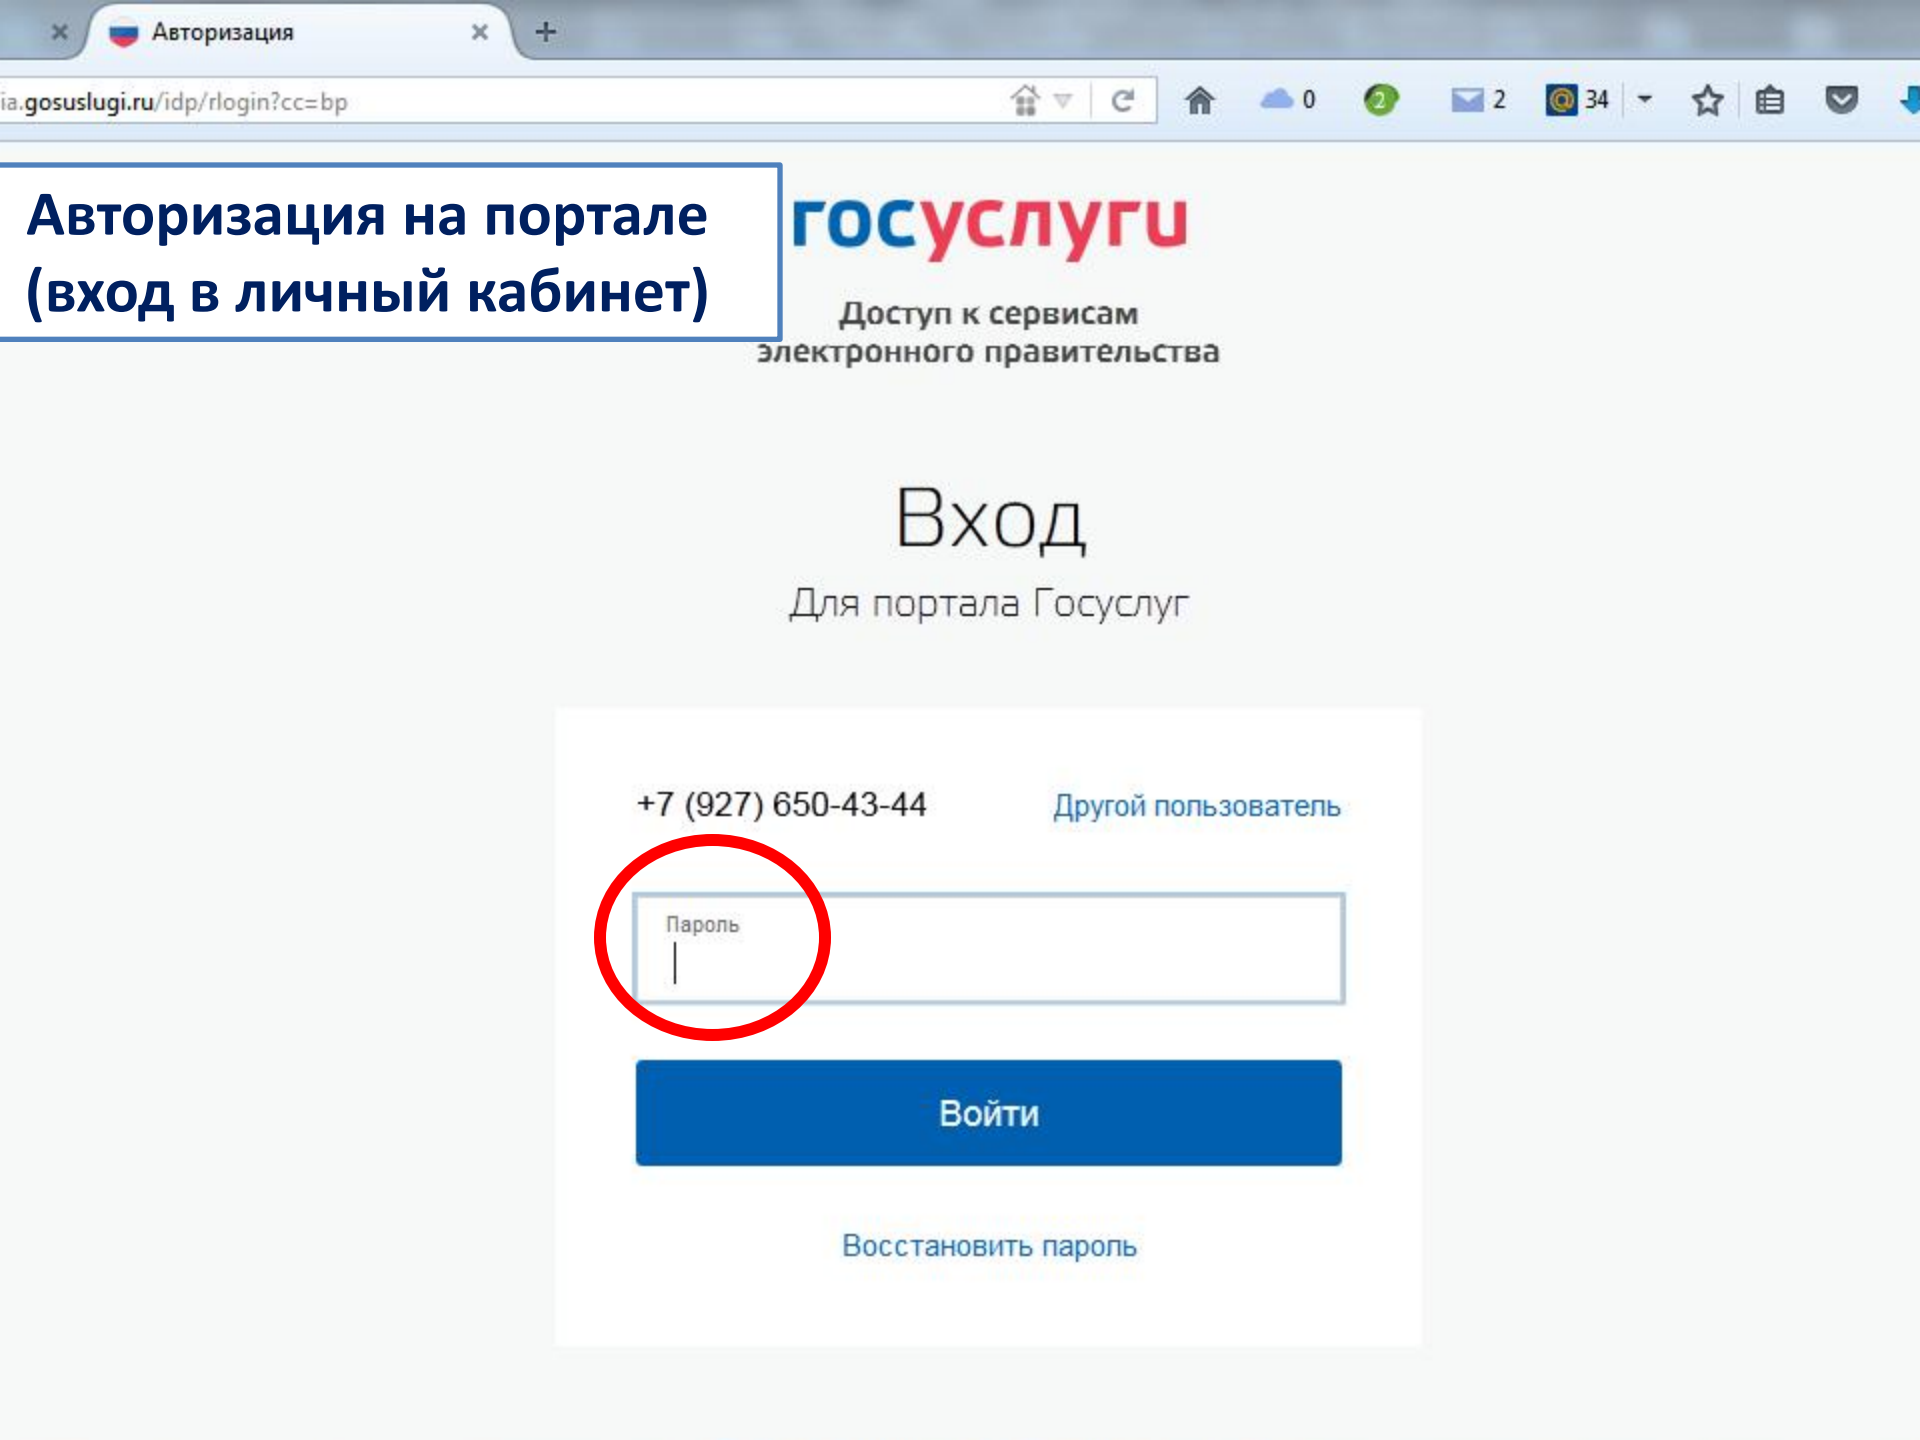 Авторизация
ia.gosuslugi.ru/idp/rlogin?cc=bp
0
2
2
34
Авторизация на портале
(вход в личный кабинет)
госуслуги
Доступ к сервисам
электронного правительства
Вход
Для портала Госуслуг
+7 (927) 650-43-44
Другой пользователь
Пароль
Войти
Восстановить пароль